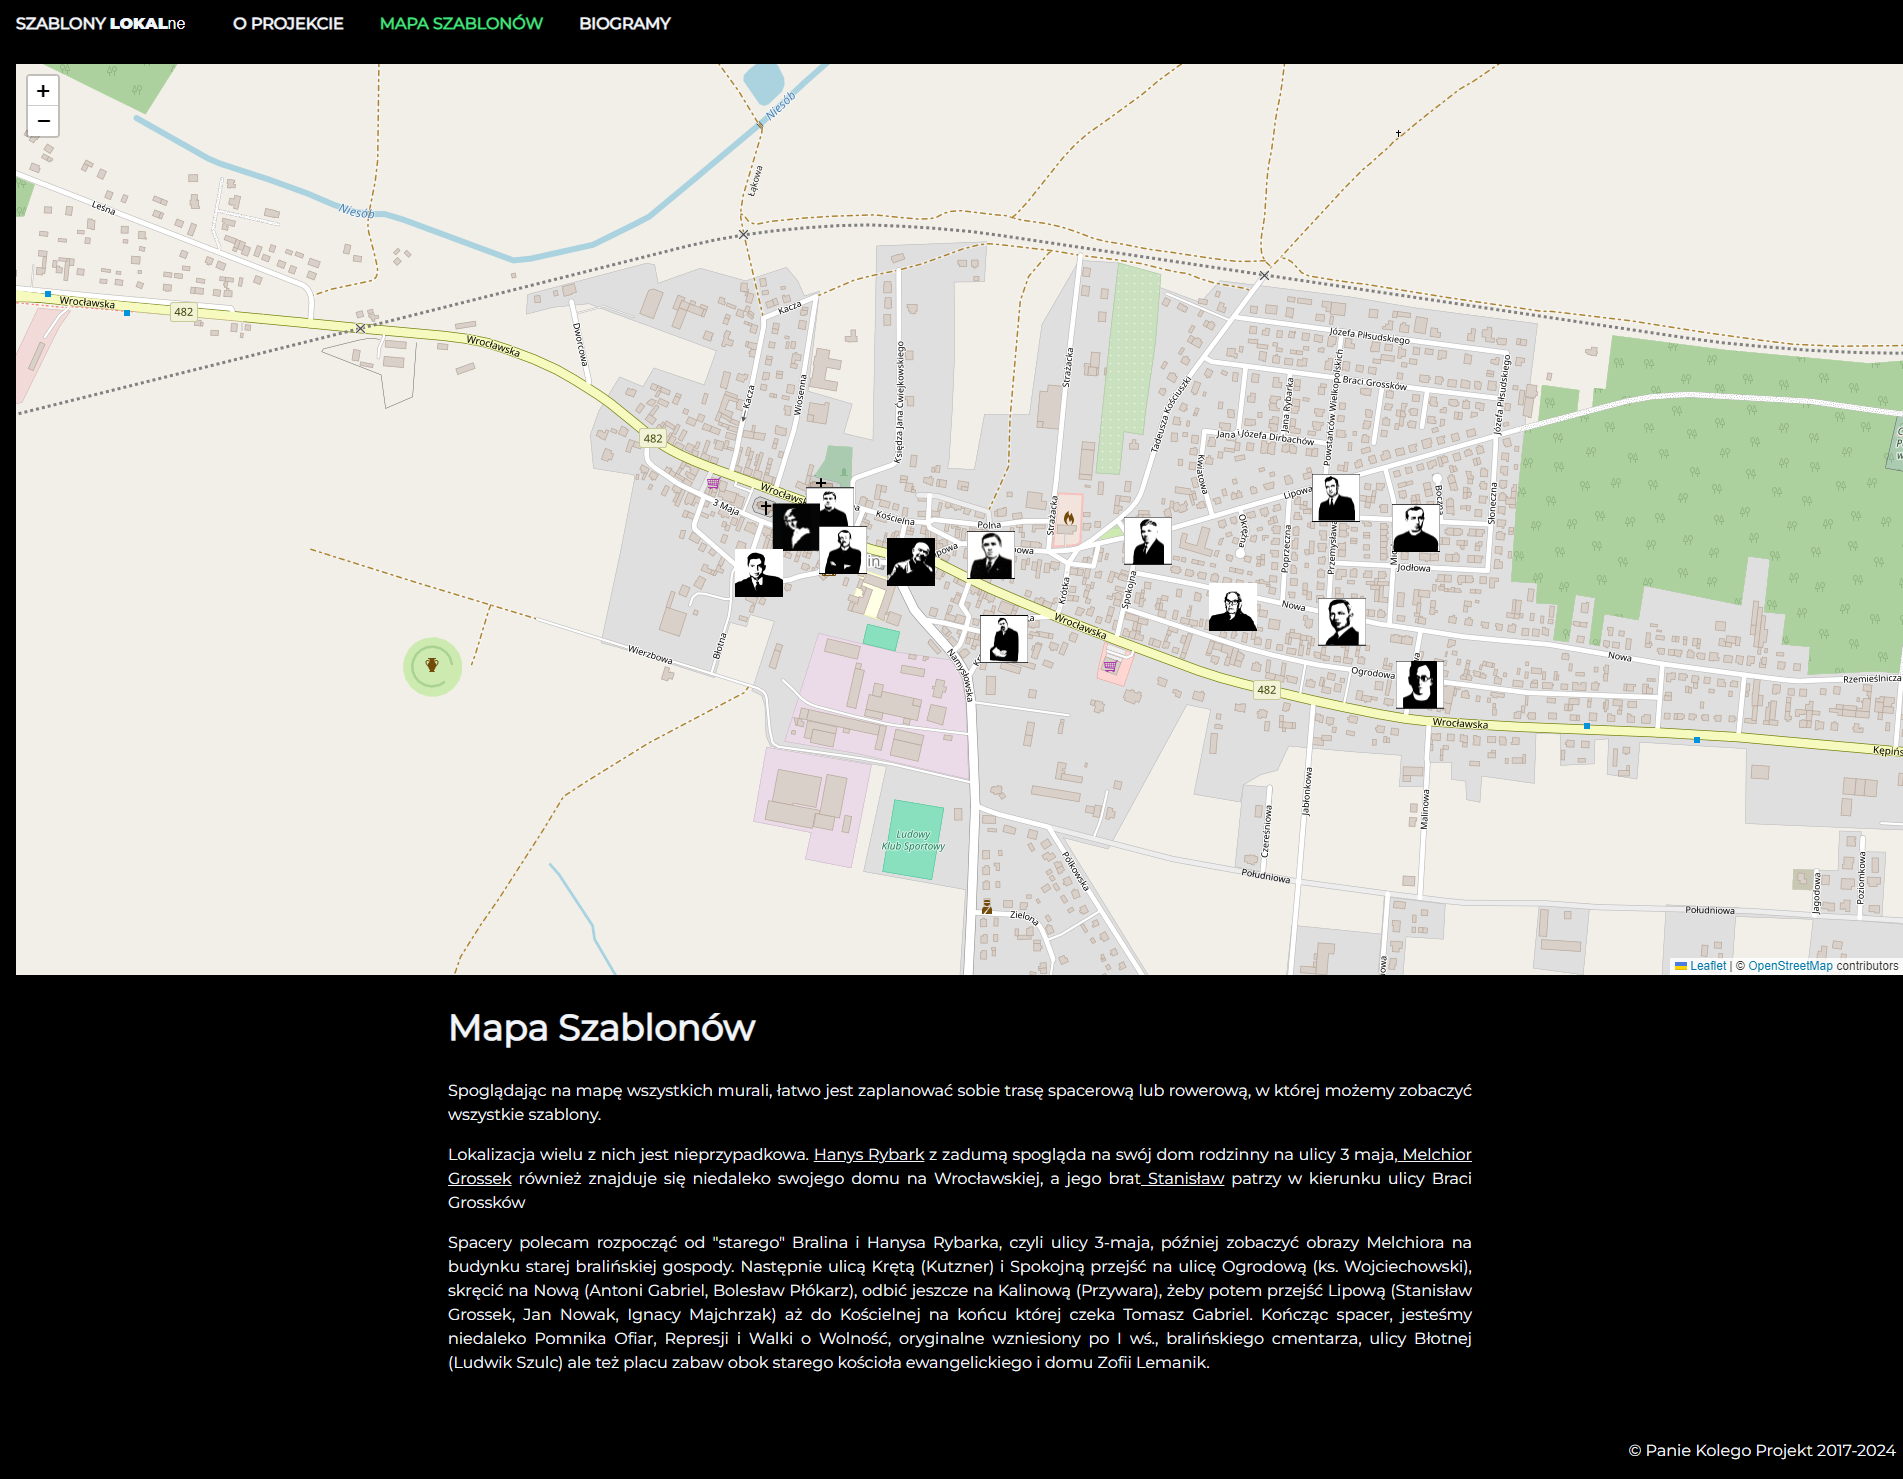 SZABLONY LOKALne
O PROJEKCIE
MAPA SZABLONÓW
BIOGRAMY
+
−
Niesób
Niesób
Łąkowa
Leśna
Wrocławska
482
Wrocławska
Dworcowa
Kacza
Kacza
Wiosenna
Księdza Jana Ćwiejkowskiego
Strażacka
Strażacka
Tadeusza Kościuszki
Józefa Piłsudskiego
Braci Grossków
Jana Rybarka
Powstańców Wielkopolskich
Józefa Piłsudskiego
Jana
Józefa Dirbachów
482
Kwiatowa
Lipowa
Słoneczna
3 Maja
Kościelna
Polna
Okrężna
Poprzeczna
Przemysława
Jodłowa
Krótka
Spokojna
Nowa
Wrocławska
Błotna
Wierzbowa
Namysłowska
Ogrodowa
Nowa
Rzemieślnicza
482
Wrocławska
Jabłonkowa
Malinowa
Czereśniowa
Ludowy
Klub Sportowy
Pólkowska
Południowa
Zielona
Południowa
Jagodowa
Poziomkowa
Leaflet | © OpenStreetMap contributors
Mapa Szablonów
Spoglądając na mapę wszystkich murali, łatwo jest zaplanować sobie trasę spacerową lub rowerową, w której możemy zobaczyć
wszystkie szablony.
Lokalizacja wielu z nich jest nieprzypadkowa. Hanys Rybark z zadumą spogląda na swój dom rodzinny na ulicy 3 maja, Melchior
Grossek również znajduje się niedaleko swojego domu na Wrocławskiej, a jego brat Stanisław patrzy w kierunku ulicy Braci
Grossków
Spacery polecam rozpocząć od "starego" Bralina i Hanysa Rybarka, czyli ulicy 3-maja, później zobaczyć obrazy Melchiora na
budynku starej bralińskiej gospody. Następnie ulicą Krętą (Kutzner) i Spokojną przejść na ulicę Ogrodową (ks. Wojciechowski),
skręcić na Nową (Antoni Gabriel, Bolesław Płókarz), odbić jeszcze na Kalinową (Przywara), żeby potem przejść Lipową (Stanisław
Grossek, Jan Nowak, Ignacy Majchrzak) aż do Kościelnej na końcu której czeka Tomasz Gabriel. Kończąc spacer, jesteśmy
niedaleko Pomnika Ofiar, Represji i Walki o Wolność, oryginalne wzniesiony po I wś., bralińskiego cmentarza, ulicy Błotnej
(Ludwik Szulc) ale też placu zabaw obok starego kościoła ewangelickiego i domu Zofii Lemanik.
© Panie Kolego Projekt 2017-2024